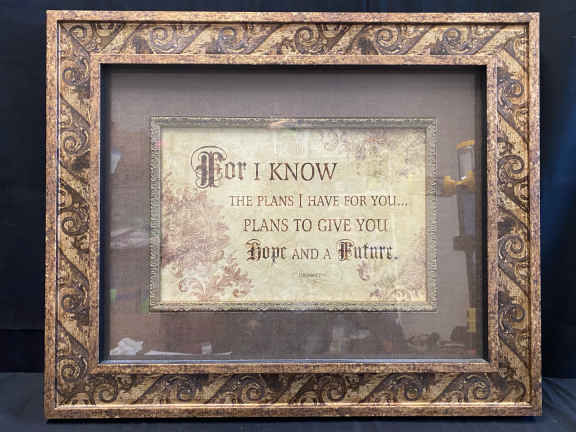 For I KNOW
THE PLANS I HAVE FOR YOU...
PLANS TO GIVE YOU
Hope AND A Future.